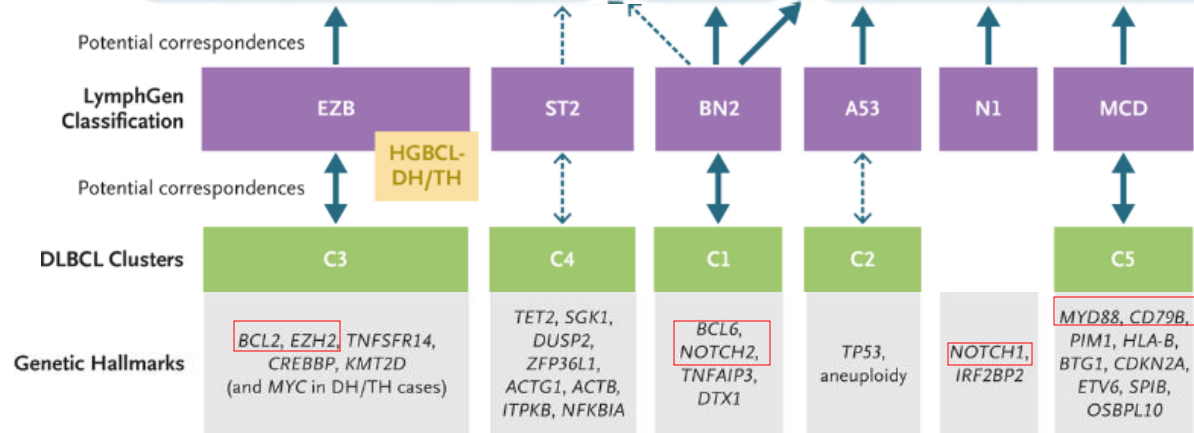 Potential correspondences
LymphGen
Classification
EZB
ST2
BN2
A53
N1
MCD
HGBCL-
DH/TH
Potential correspondences
DLBCL Clusters
C3
C4
C1
C2
C5
Genetic Hallmarks
BCL2, EZH2, TNFSFR14,
CREBBP, KMT2D
(and MYC in DH/TH cases)
TET2, SGK1,
DUSP2,
ZFP36L1,
ACTG1, ACTB,
ITPKB, NFKBIA
BCL6,
NOTCH2,
TNFAIP3,
DTX1
TP53,
aneuploidy
NOTCH1,
IRF2BP2
MYD88, CD79B,
PIM1, HLA-B,
BTG1, CDKN2A,
ETV6, SPIB,
OSBPL10